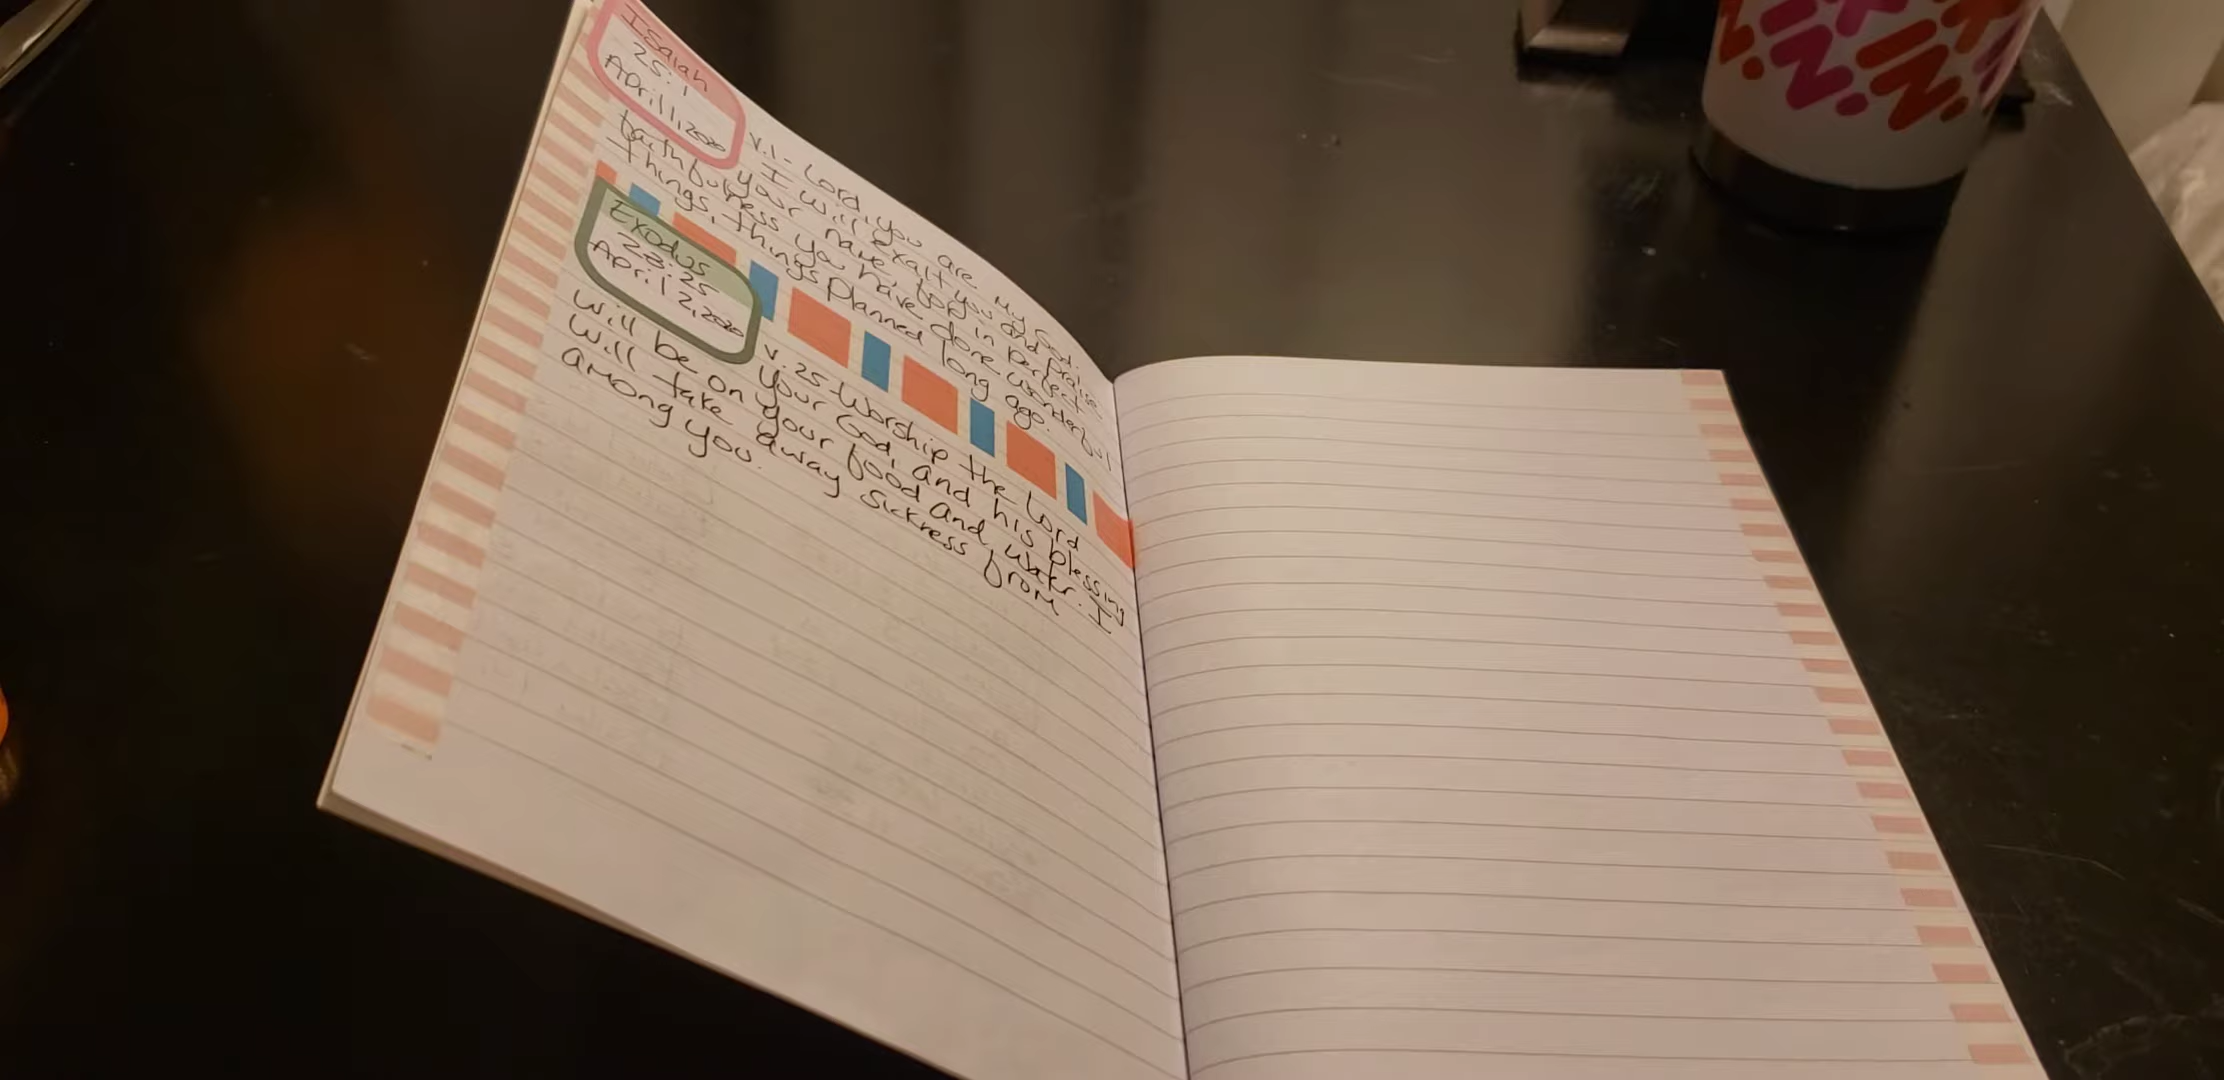 Isaiah
25:1
April 1, 2020
v.1 - Lord, you are my God.
I will exalt you and praise
your name, for in perfect
faithfulness you have done wonderful
things, things planned long ago.
Exodus
23:25
April 2, 2020
v.25 - Worship the Lord
your God, and his blessing
will be on your food and water. I
will take away sickness from
among you.